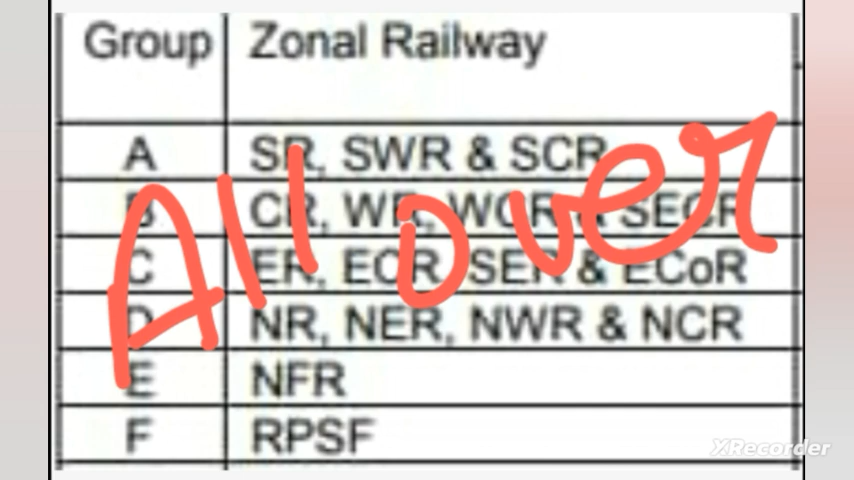 Group Zonal Railway
A SR, SWR & SCR
B CR, WR, WCR & SECR
C ER, ECR, SER & ECoR
D NR, NER, NWR & NCR
E NFR
F RPSF
All over
XRecorder